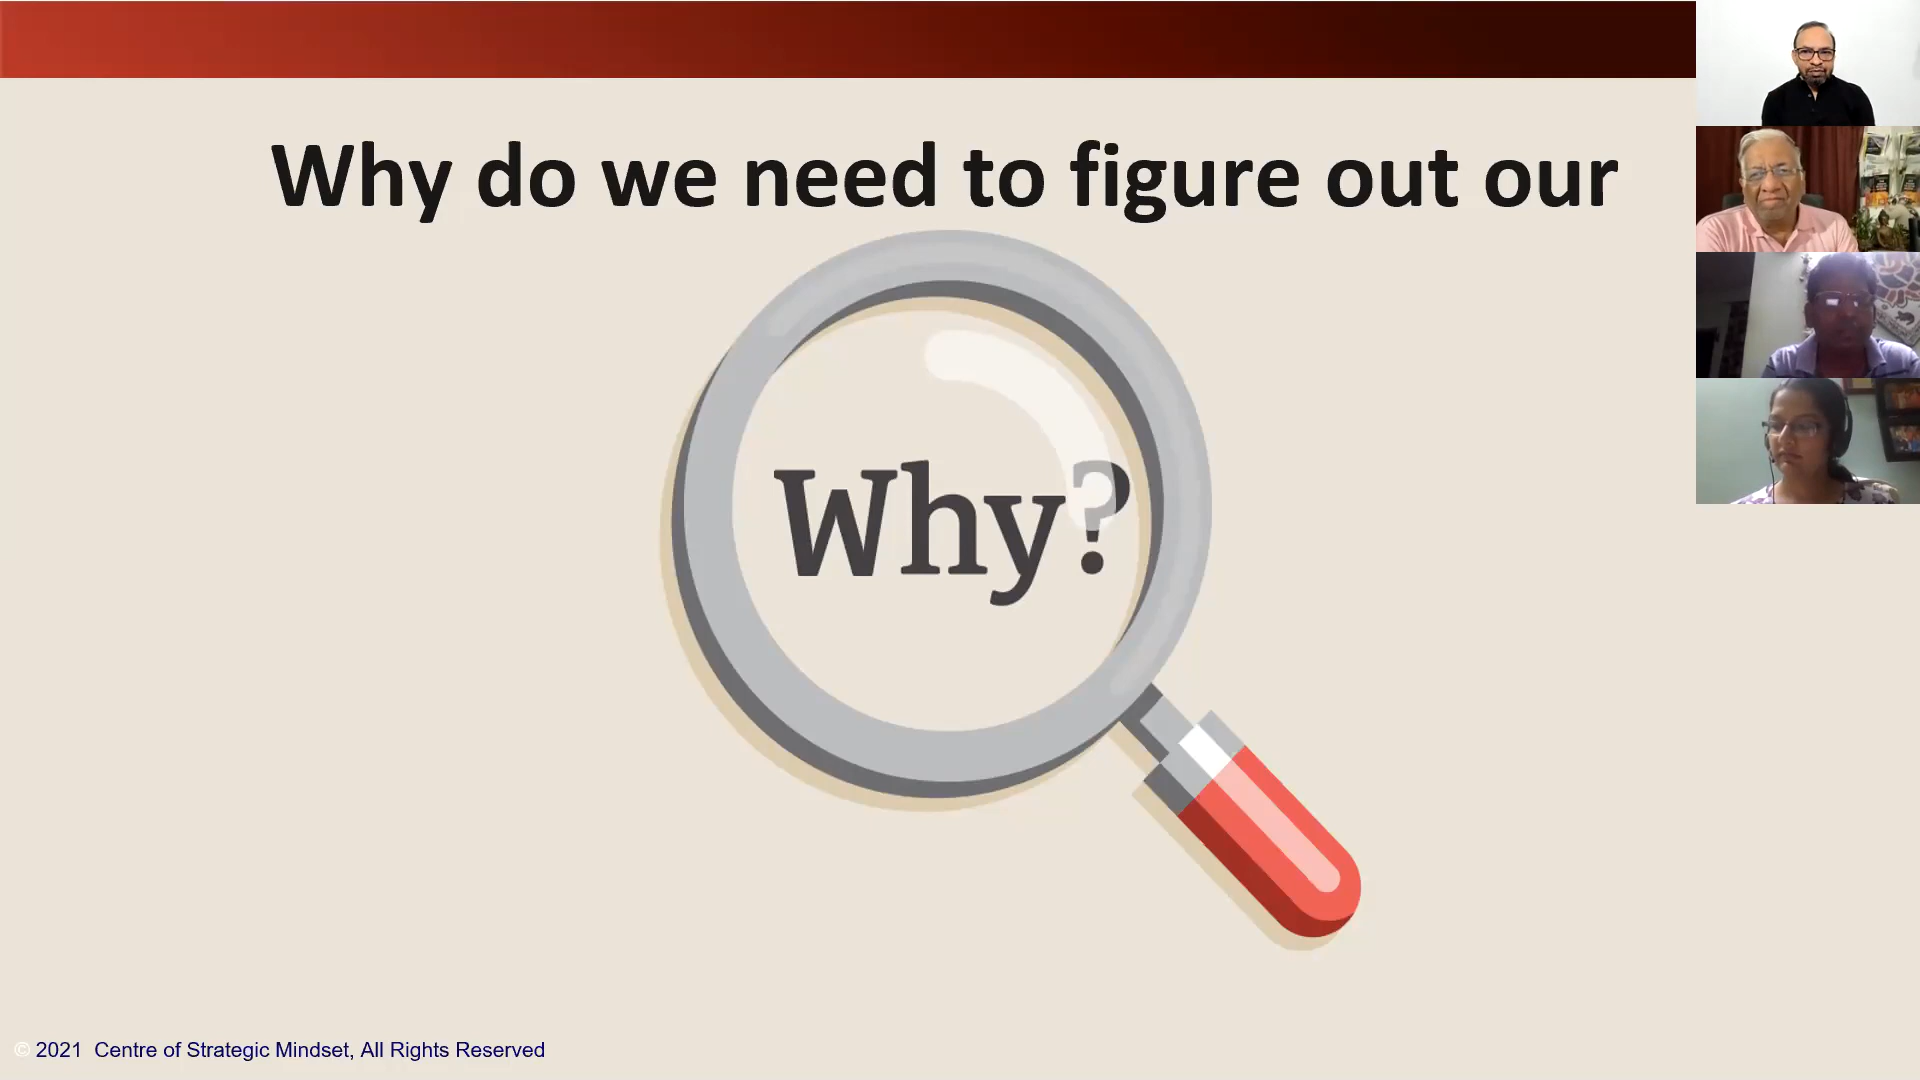 Why do we need to figure out our
Why?
© 2021 Centre of Strategic Mindset, All Rights Reserved